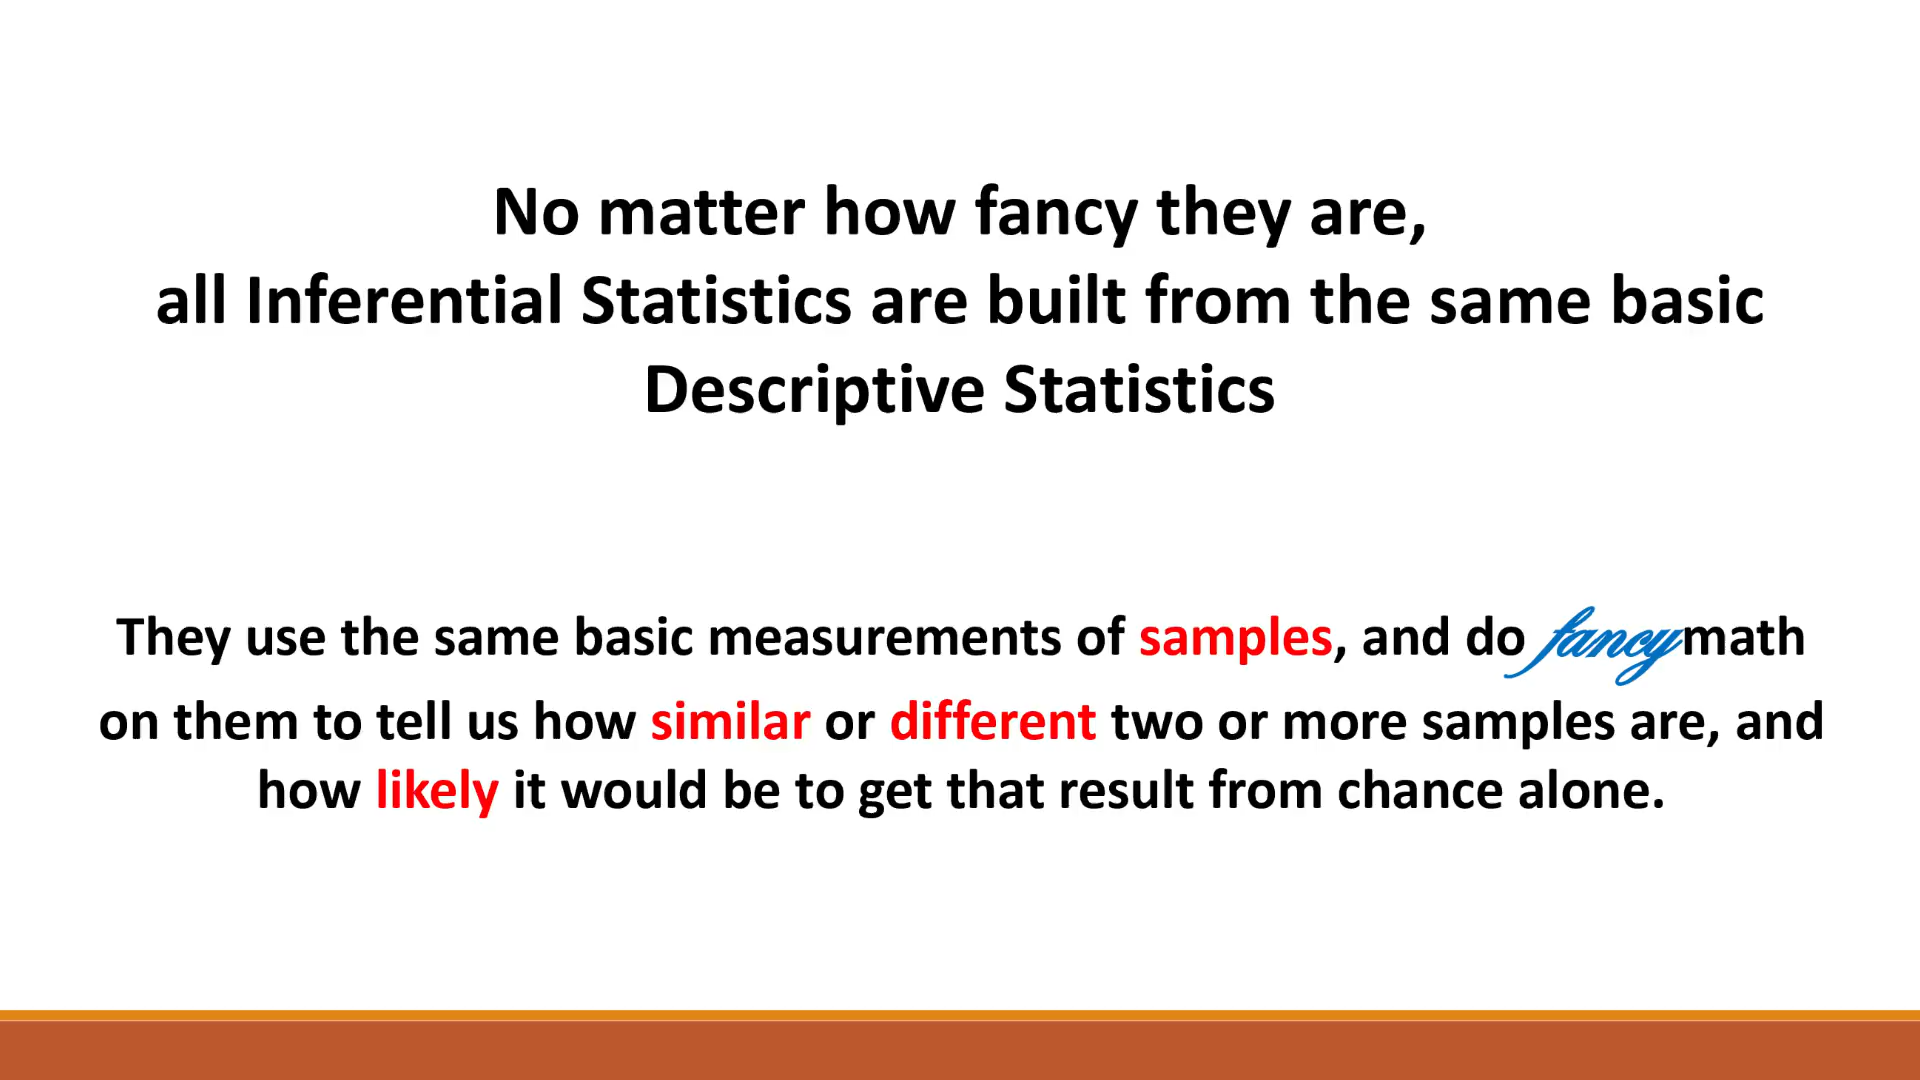 No matter how fancy they are,
all Inferential Statistics are built from the same basic
Descriptive Statistics
They use the same basic measurements of samples, and do fancy math
on them to tell us how similar or different two or more samples are, and
how likely it would be to get that result from chance alone.